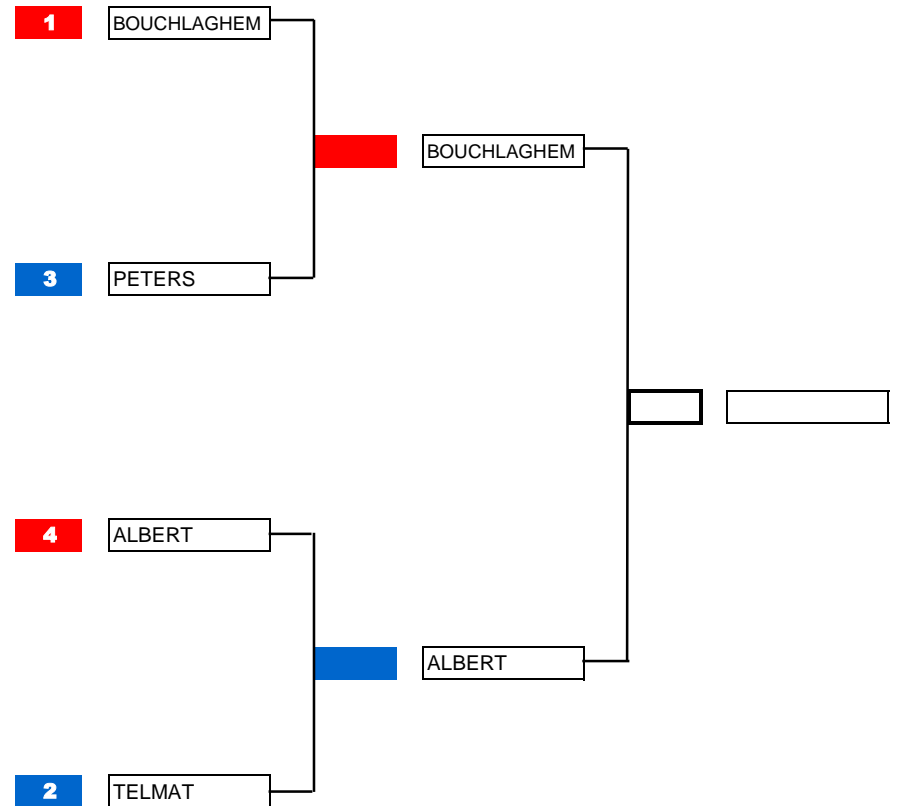 1 BOUCHLAGHEM
BOUCHLAGHEM
3 PETERS
4 ALBERT
ALBERT
2 TELMAT